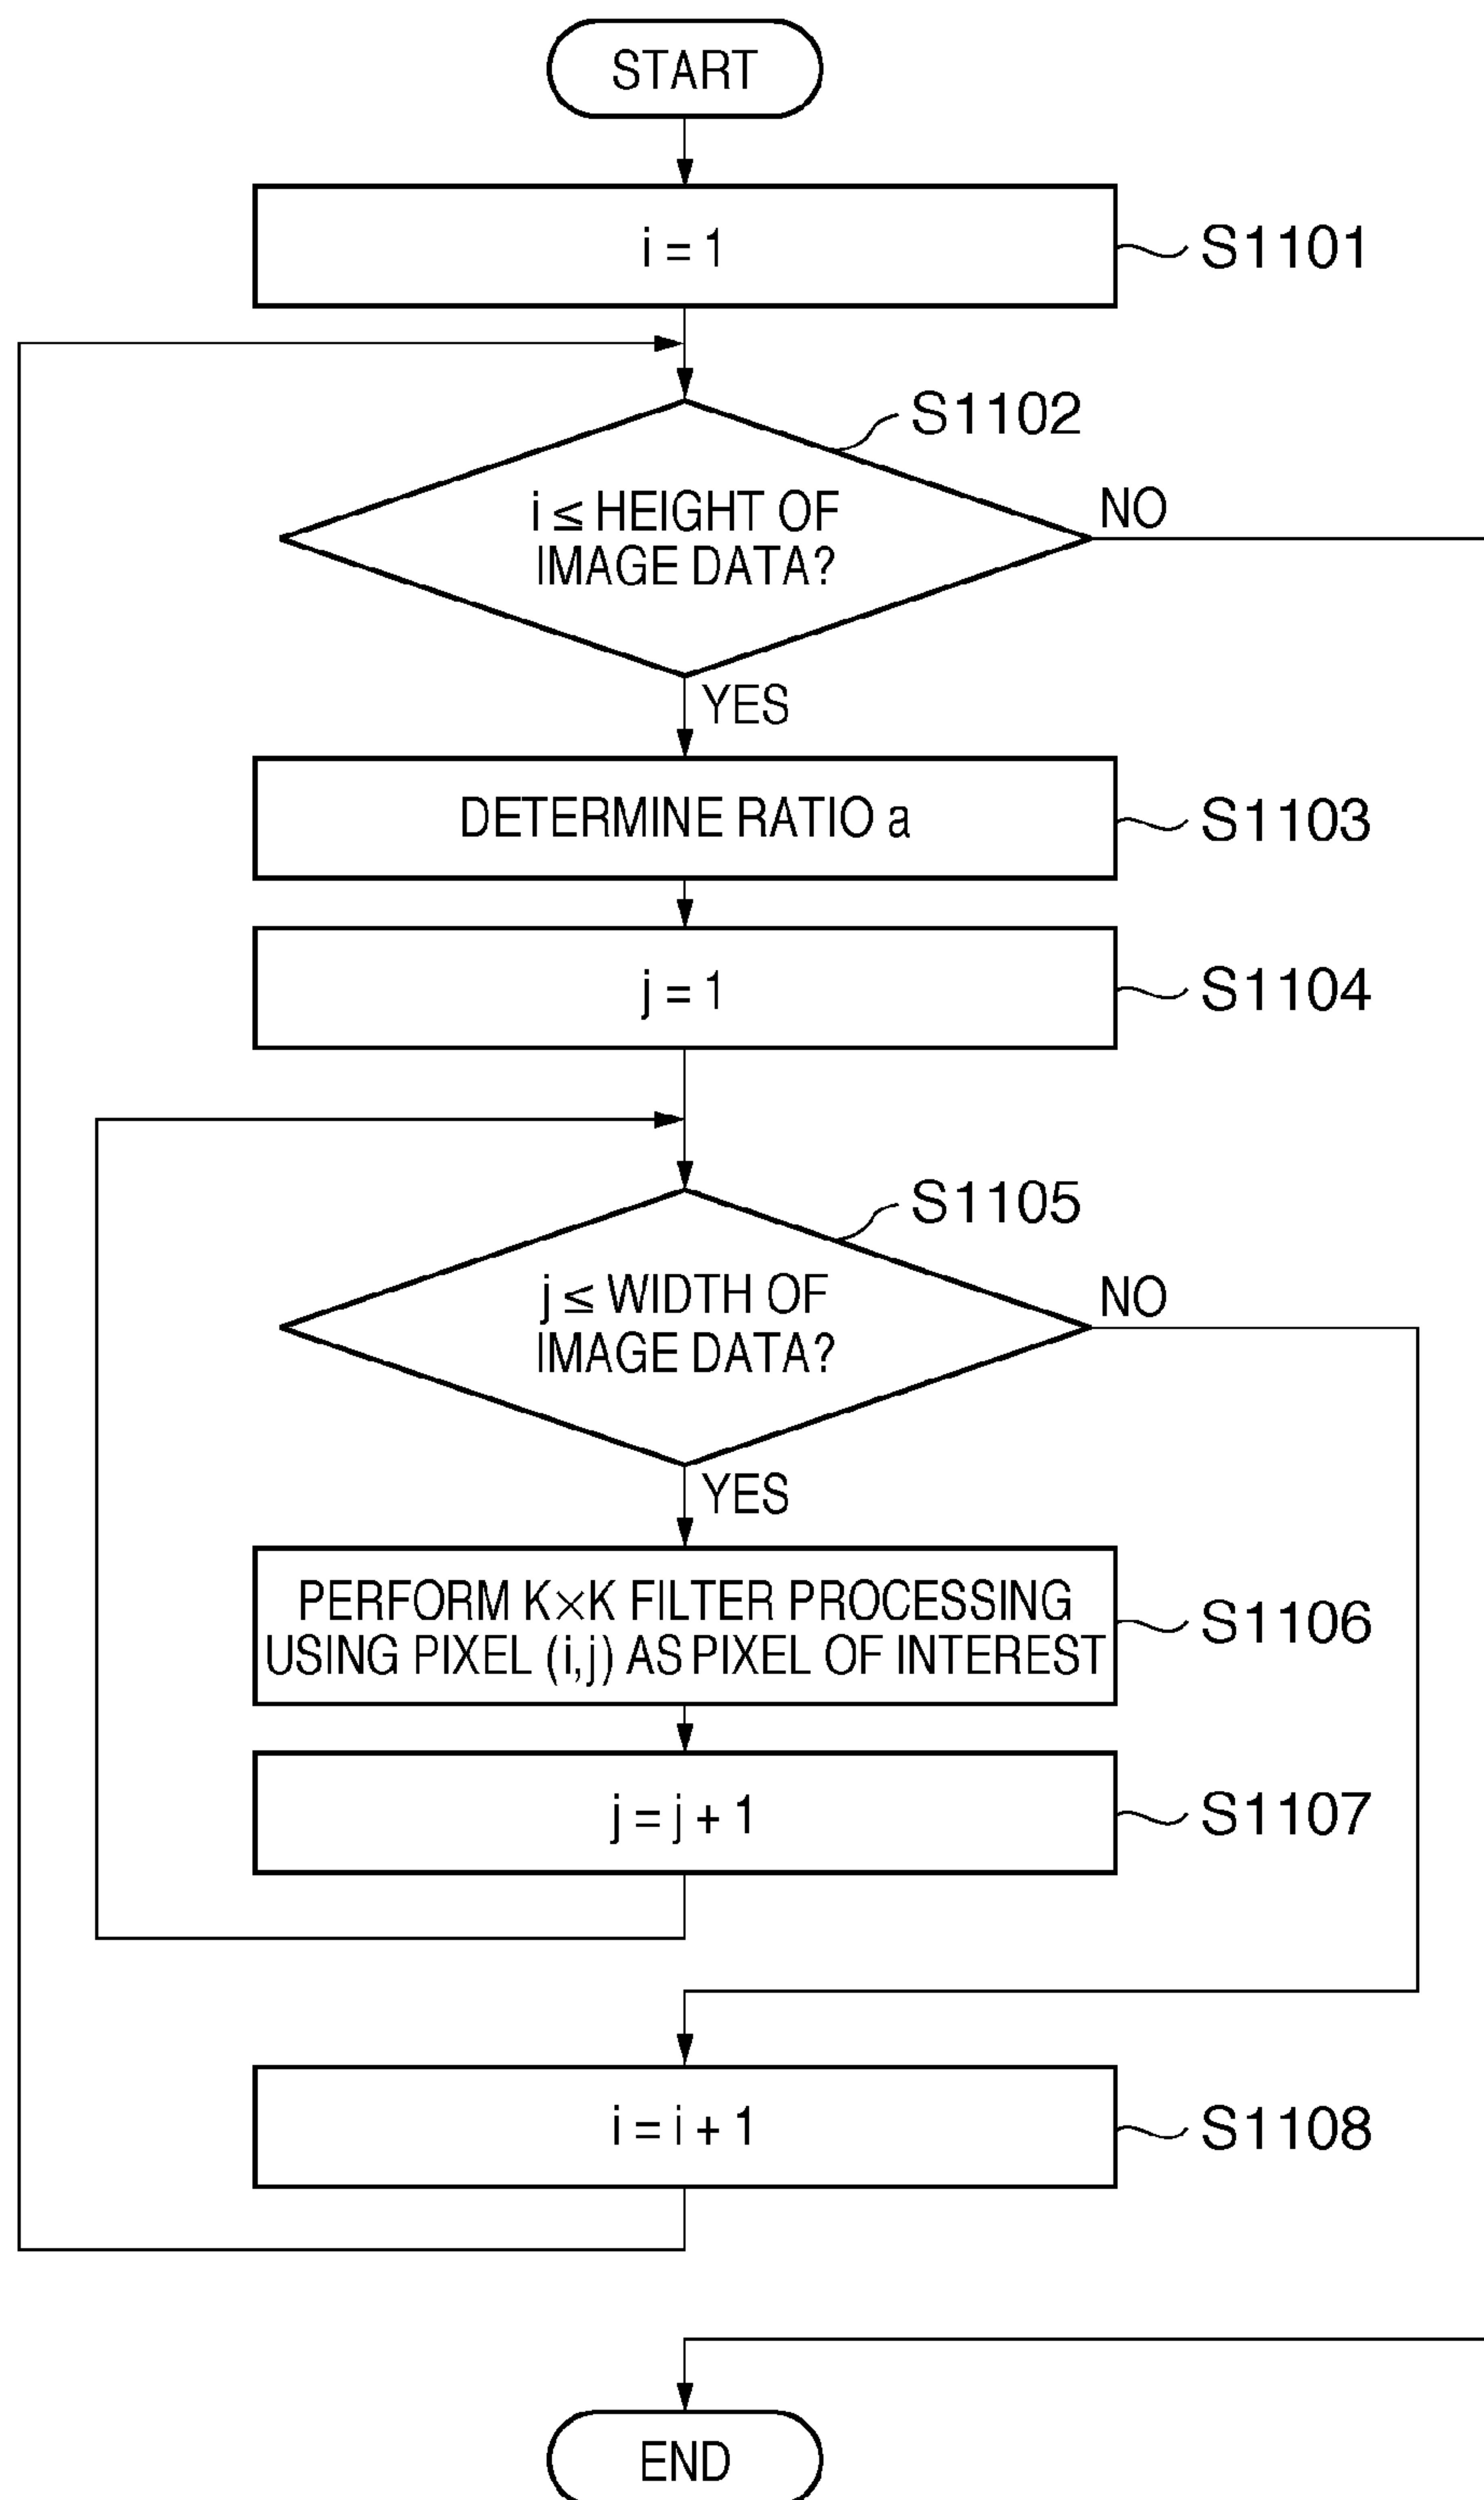 START
i = 1
S1101
S1102
i ≤ HEIGHT OF
IMAGE DATA?
NO
YES
DETERMINE RATIO a
S1103
j = 1
S1104
S1105
j ≤ WIDTH OF
IMAGE DATA?
NO
YES
PERFORM K×K FILTER PROCESSING
USING PIXEL (i,j) AS PIXEL OF INTEREST
S1106
j = j + 1
S1107
i = i + 1
S1108
END